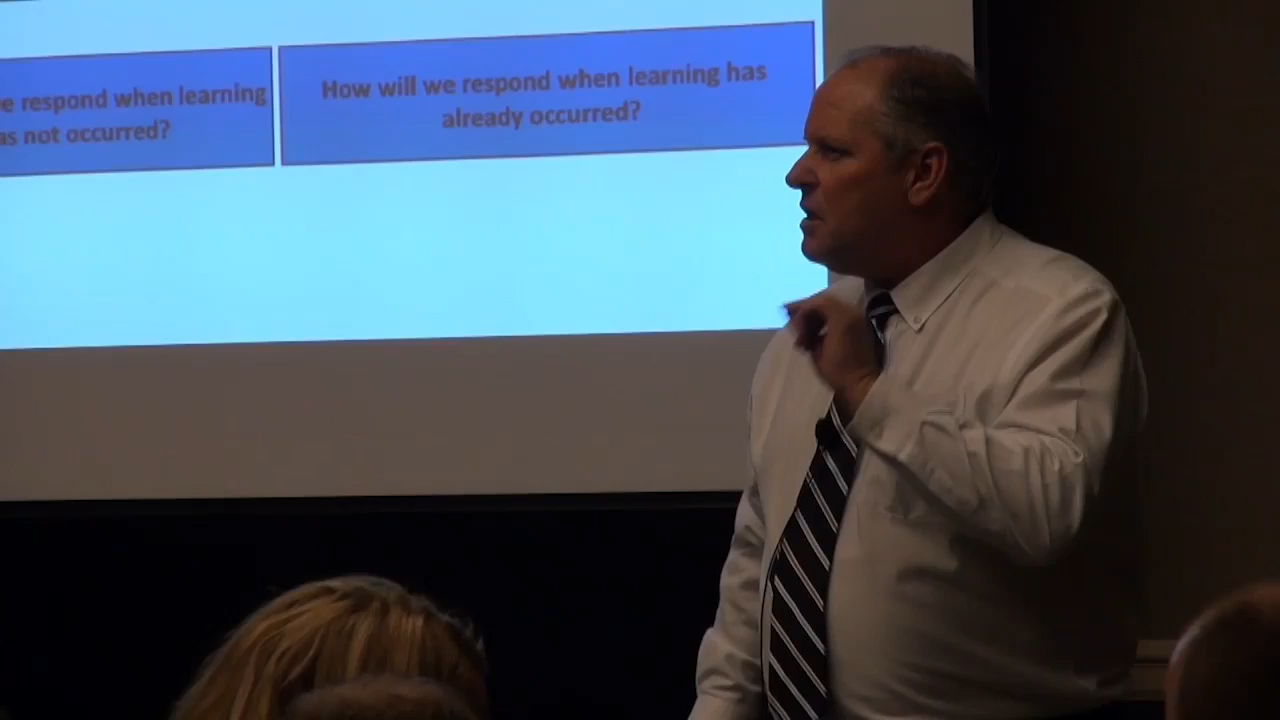 e respond when learning
as not occurred?
How will we respond when learning has
already occurred?